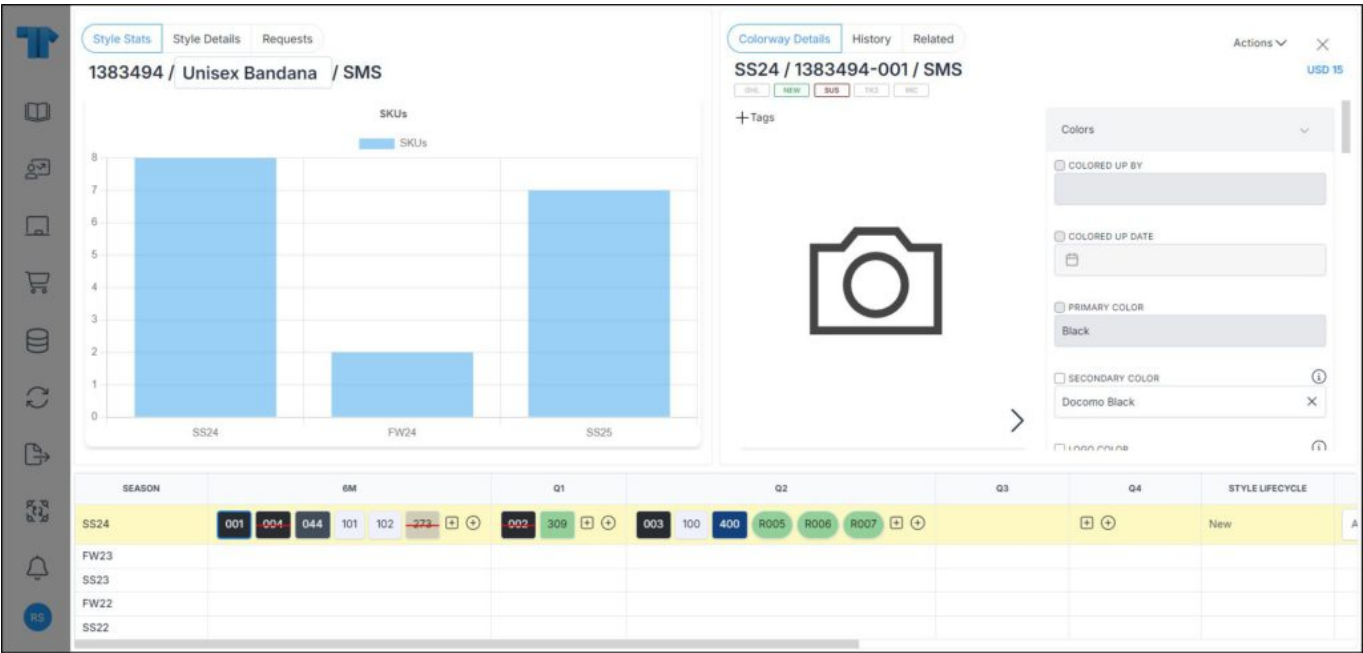 Style Stats Style Details Requests
1383494 / Unisex Bandana / SMS
SKUs
SKUs
8
7
6
5
4
3
2
1
0
SS24 FW24 SS25
Colorway Details History Related
Actions
SS24 / 1383494-001 / SMS
USD 15
NEW SUS
+Tags
Colors
COLORED UP BY
COLORED UP DATE
PRIMARY COLOR
Black
SECONDARY COLOR
Docomo Black
LOGO COLOR
SEASON 6M Q1 Q2 Q3 Q4 STYLE LIFECYCLE
SS24 001 004 044 101 102 273 002 309 003 100 400 R005 R006 R007 New A
FW23
SS23
FW22
SS22
RS